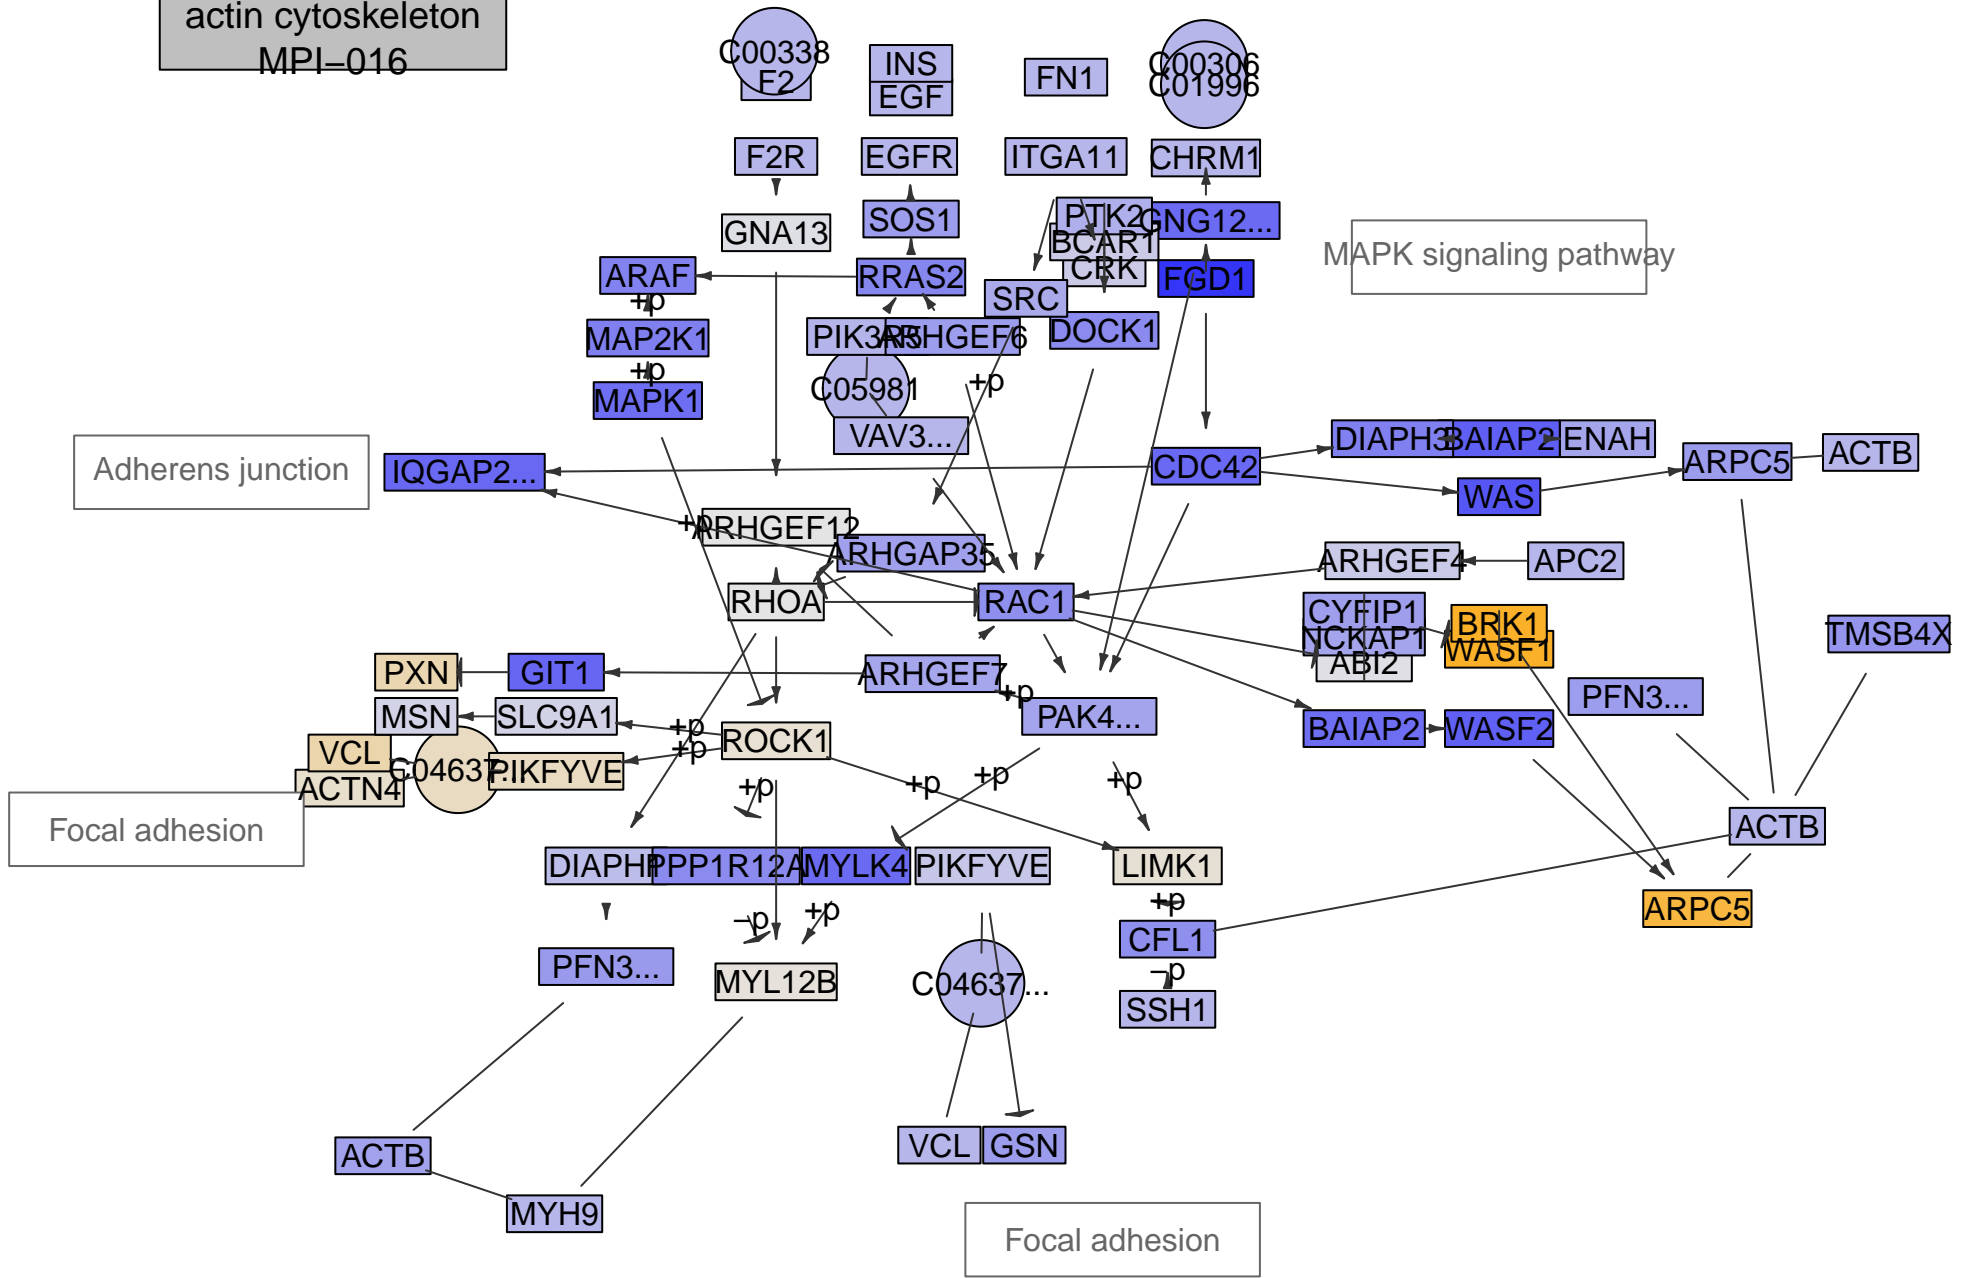 actin cytoskeleton
MPI–016
C00338
F2
INS
EGF
FN1
C00306
C01996
F2R
EGFR
ITGA11
CHRM1
GNA13
SOS1
PTK2
BCAR1
CRK
GNG12...
MAPK signaling pathway
ARAF
RRAS2
SRC
FGD1
+p
MAP2K1
PIK3R5
ARHGEF6
DOCK1
+p
MAPK1
C05981
+p
VAV3...
DIAPH3
BAIAP2
ENAH
ARPC5
ACTB
Adherens junction
IQGAP2...
CDC42
WAS
+p
ARHGEF12
ARHGAP35
ARHGEF4
APC2
RHOA
RAC1
CYFIP1
NCKAP1
ABI2
BRK1
WASF1
TMSB4X
PXN
GIT1
ARHGEF7
+p
PFN3...
MSN
SLC9A1
+p
PAK4...
BAIAP2
WASF2
VCL
ACTN4
C04637...
PIKFYVE
+p
ROCK1
+p
+p
+p
+p
Focal adhesion
ACTB
DIAPH
PPP1R12A
MYLK4
PIKFYVE
LIMK1
–p
+p
+p
ARPC5
CFL1
PFN3...
MYL12B
C04637...
–p
SSH1
ACTB
VCL
GSN
MYH9
Focal adhesion